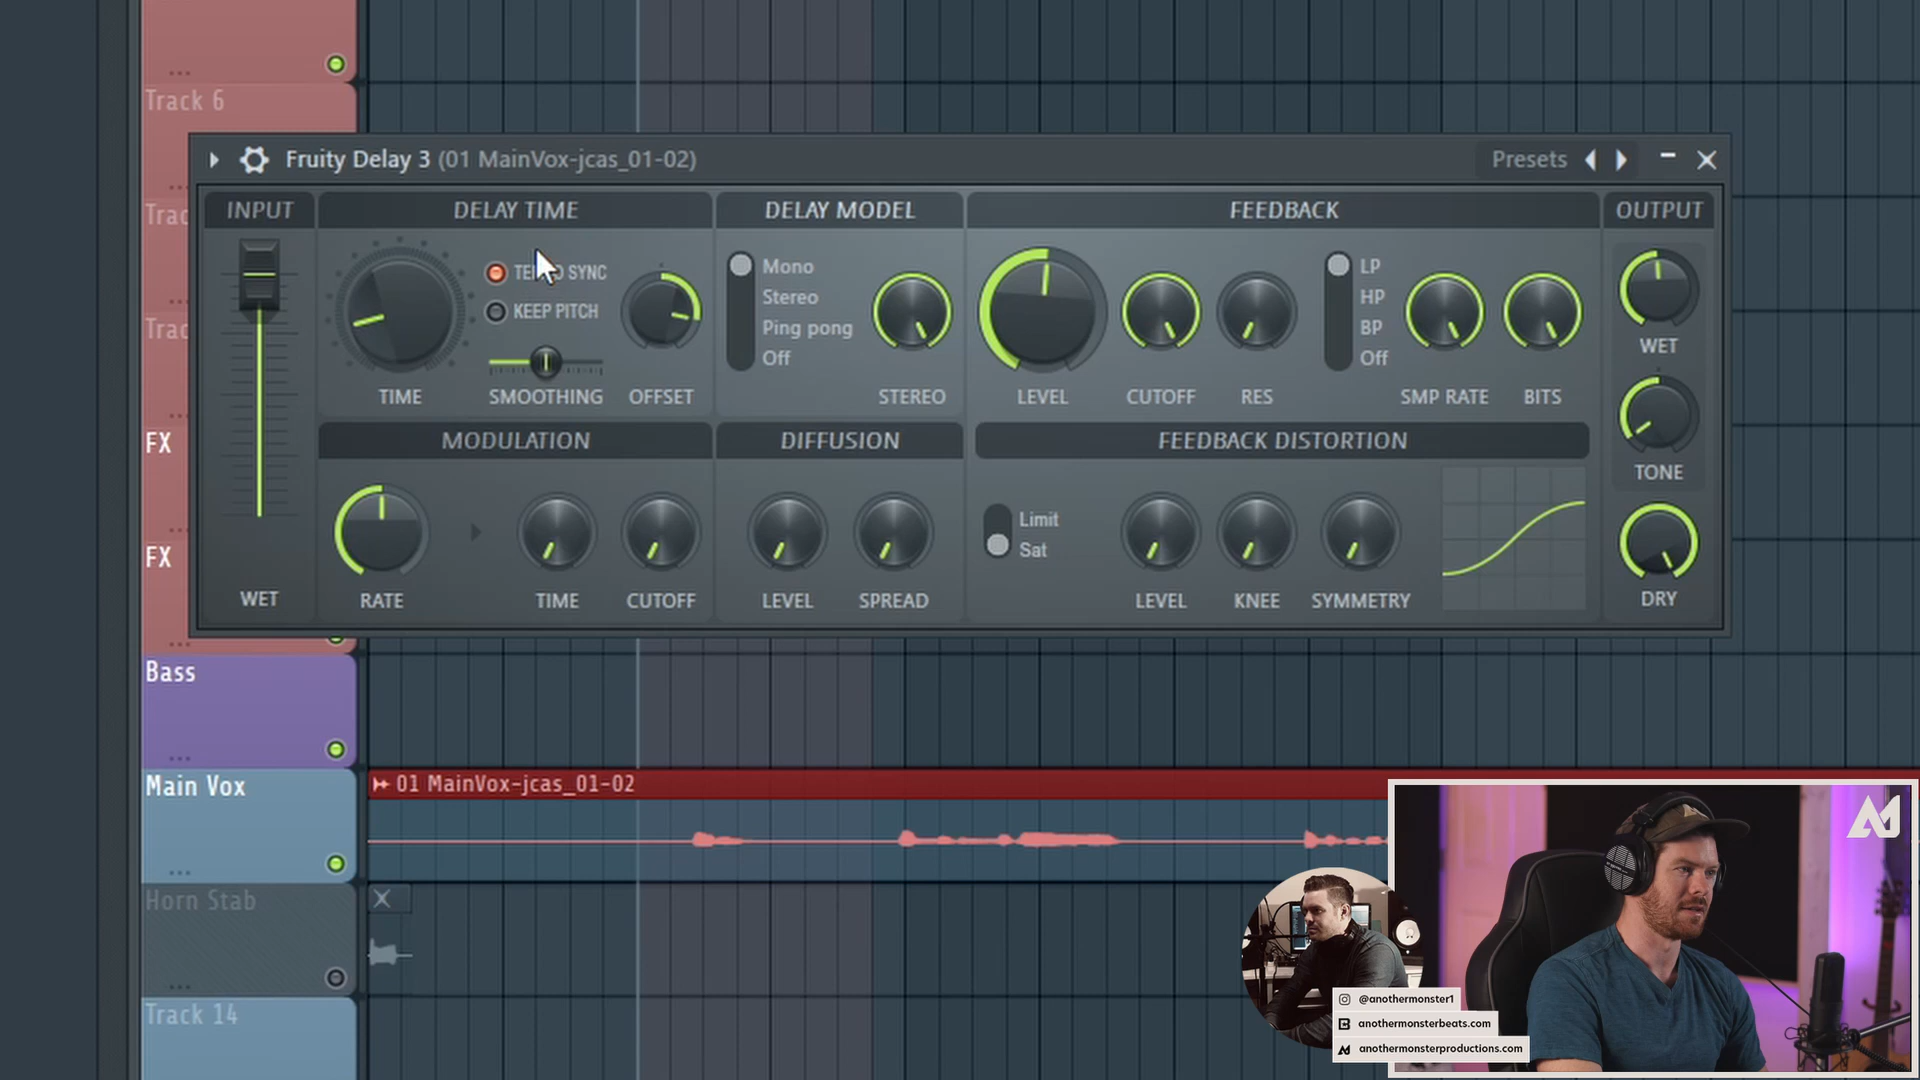 Track 6
Fruity Delay 3 (01 MainVox-jcas_01-02)
Presets
INPUT
DELAY TIME
DELAY MODEL
FEEDBACK
OUTPUT
SYNC
KEEP PITCH
Mono
Stereo
Ping pong
Off
LP
HP
BP
Off
WET
TIME
SMOOTHING
OFFSET
STEREO
LEVEL
CUTOFF
RES
SMP RATE
BITS
MODULATION
DIFFUSION
FEEDBACK DISTORTION
TONE
FX
FX
Limit
Sat
WET
RATE
TIME
CUTOFF
LEVEL
SPREAD
LEVEL
KNEE
SYMMETRY
DRY
Bass
Main Vox
01 MainVox-jcas_01-02
Horn Stab
Track 14
@anothermonster1
anothermonsterbeats.com
anothermonsterproductions.com